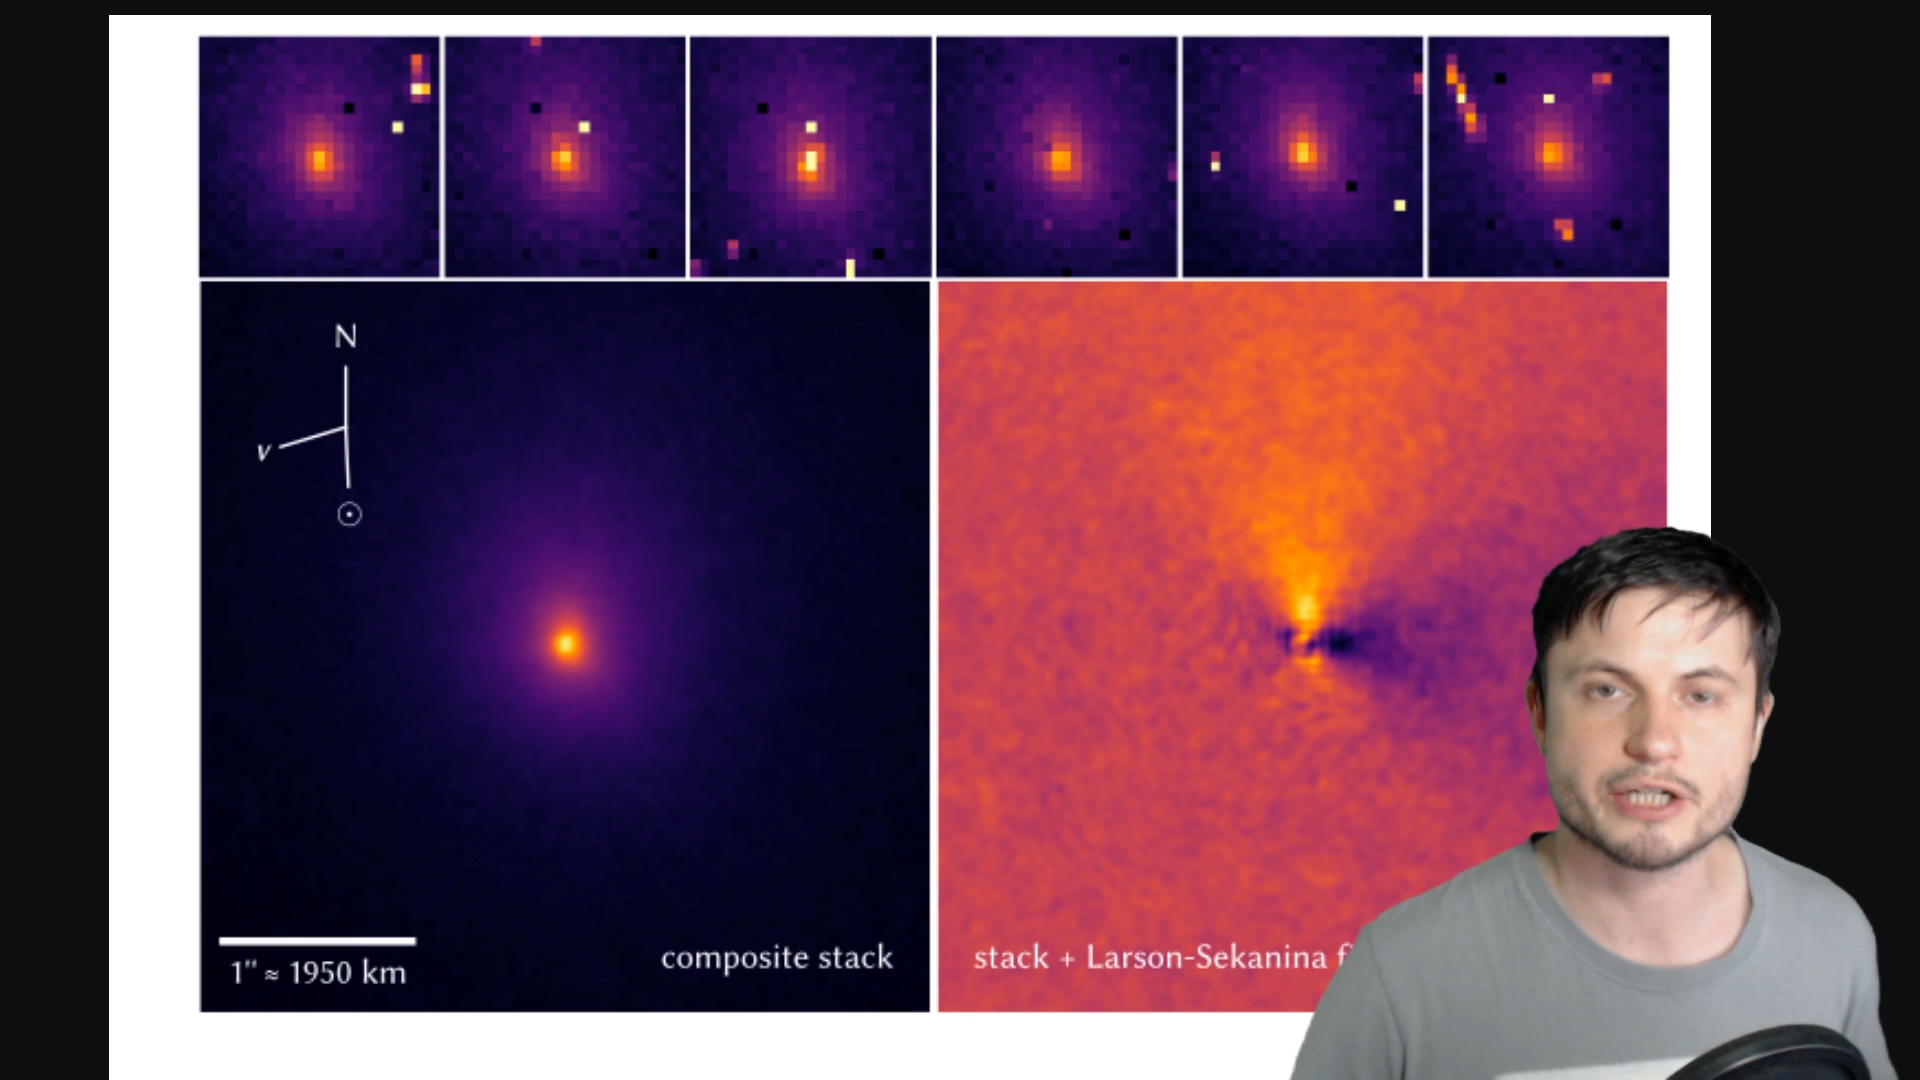 N
v
1" ≈ 1950 km
composite stack
stack + Larson-Sekanina